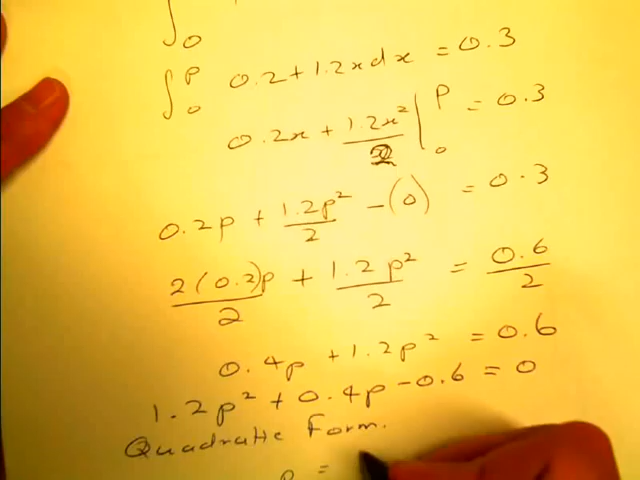 ∫₀
∫₀ᵖ 0.2+1.2x dx = 0.3
0.2x + 1.2x²/2 |₀ᵖ = 0.3
0.2p + 1.2p²/2 - (0) = 0.3
2(0.2)p/2 + 1.2p²/2 = 0.6/2
0.4p + 1.2p² = 0.6
1.2p² + 0.4p - 0.6 = 0
Quadratic Form.
P =